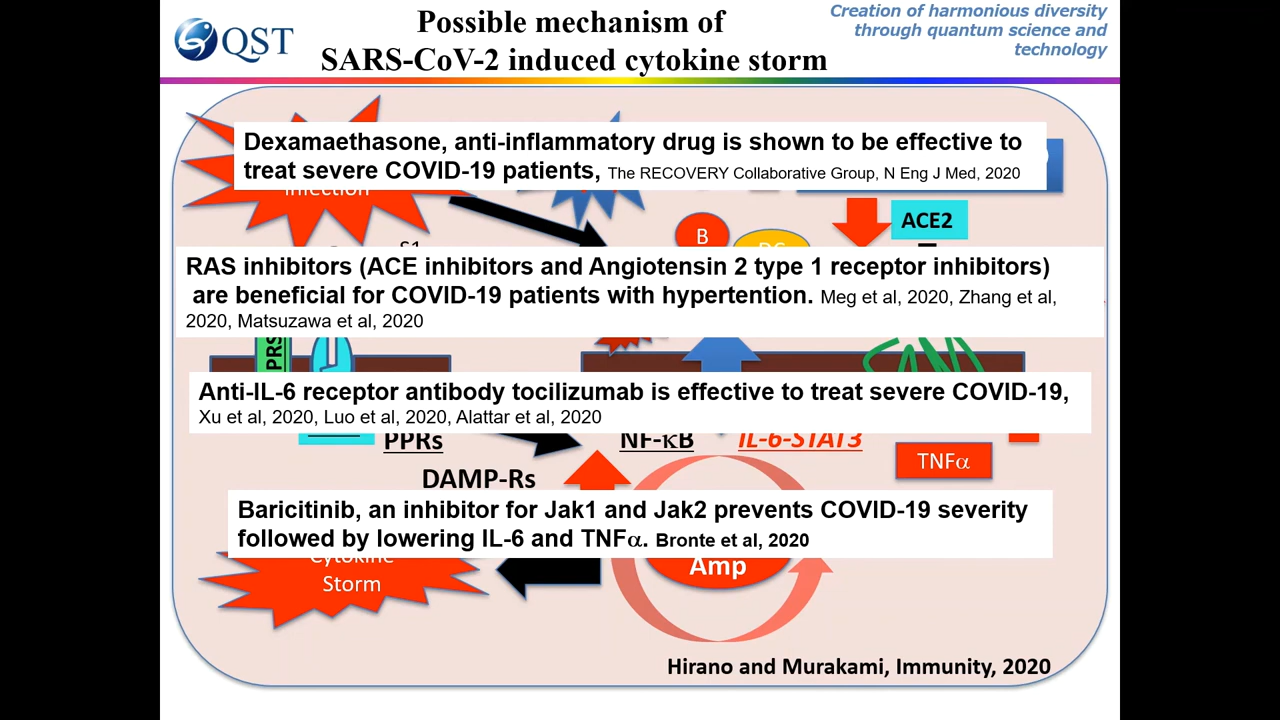 QST
Possible mechanism of
SARS-CoV-2 induced cytokine storm
Creation of harmonious diversity
through quantum science and
technology
Dexamaethasone, anti-inflammatory drug is shown to be effective to
treat severe COVID-19 patients, The RECOVERY Collaborative Group, N Eng J Med, 2020
Infection
ACE2
B
DC
S1
RAS inhibitors (ACE inhibitors and Angiotensin 2 type 1 receptor inhibitors)
are beneficial for COVID-19 patients with hypertention. Meg et al, 2020, Zhang et al,
2020, Matsuzawa et al, 2020
PRS
Anti-IL-6 receptor antibody tocilizumab is effective to treat severe COVID-19,
Xu et al, 2020, Luo et al, 2020, Alattar et al, 2020
PPRs
NF-κB
IL-6-STAT3
TNFα
DAMP-Rs
Baricitinib, an inhibitor for Jak1 and Jak2 prevents COVID-19 severity
followed by lowering IL-6 and TNFα. Bronte et al, 2020
Cytokine
Storm
Amp
Hirano and Murakami, Immunity, 2020